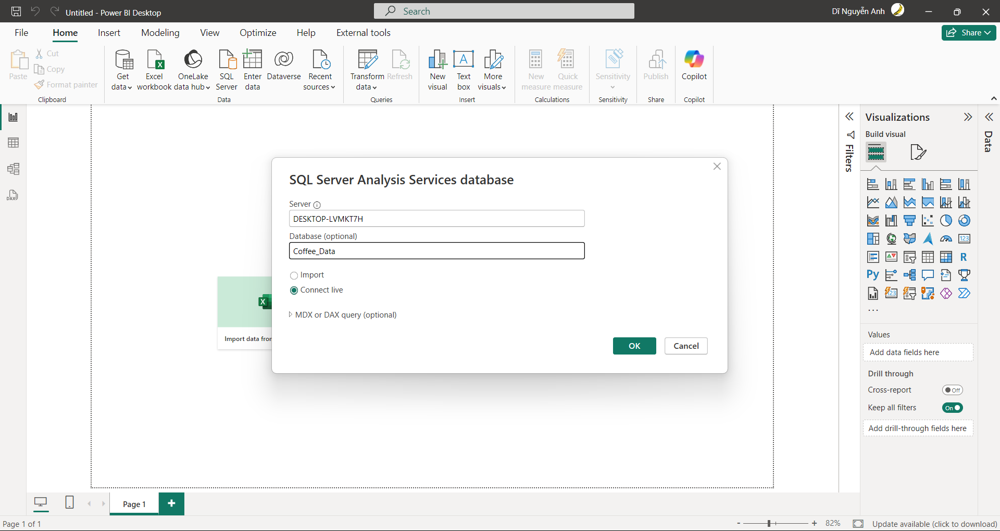 Untitled - Power BI Desktop
Search
Dĩ Nguyễn Anh
File Home Insert Modeling View Optimize Help External tools
Share
Paste
Cut
Copy
Format painter
Clipboard
Get data
Excel workbook
OneLake data hub
SQL Server
Enter data
Dataverse
Recent sources
Data
Transform data
Refresh
Queries
New visual
Text box
More visuals
Insert
New measure
Quick measure
Calculations
Sensitivity
Sensitivity
Publish
Share
Copilot
Copilot
SQL Server Analysis Services database
Server
DESKTOP-LVMKT7H
Database (optional)
Coffee_Data
Import
Connect live
MDX or DAX query (optional)
OK
Cancel
Import data fror
Filters
Visualizations
Build visual
123
R
Py
123
...
Values
Add data fields here
Drill through
Cross-report
Off
Keep all filters
On
Add drill-through fields here
Data
DAX
Page 1
Page 1 of 1
- + 82%
Update available (click to download)